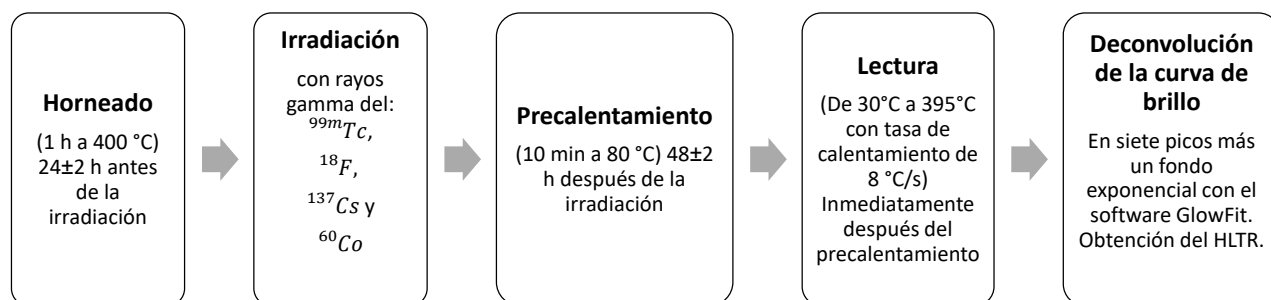 Horneado
(1 h a 400 °C)
24±2 h antes
de la
irradiación
Irradiación
con rayos
gamma del:
⁹⁹ᵐTc,
¹⁸F,
¹³⁷Cs y
⁶⁰Co
Precalentamiento
(10 min a 80 °C) 48±2
h después de la
irradiación
Lectura
(De 30°C a 395°C
con tasa de
calentamiento de
8 °C/s)
Inmediatamente
después del
precalentamiento
Deconvolución
de la curva de
brillo
En siete picos más
un fondo
exponencial con el
software GlowFit.
Obtención del HLTR.